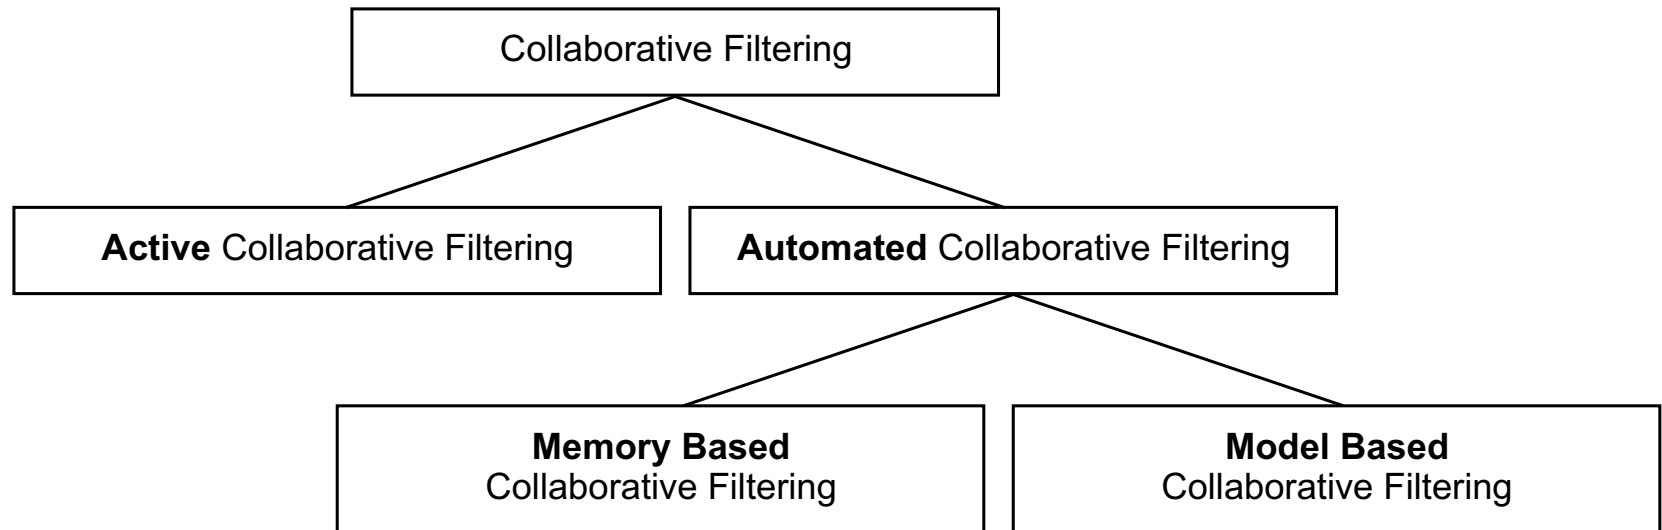 Collaborative Filtering
Active Collaborative Filtering
Automated Collaborative Filtering
Memory Based
Collaborative Filtering
Model Based
Collaborative Filtering